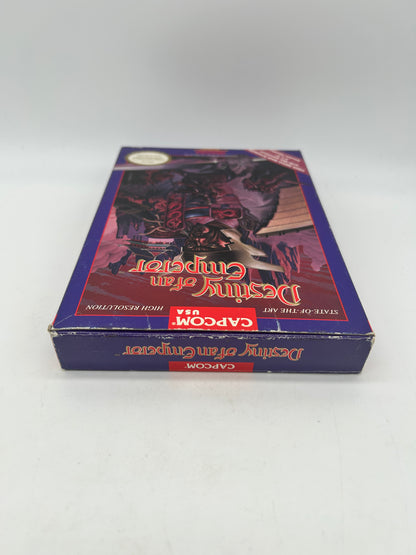 Destiny of an
Emperor
STATE-OF-THE ART
CAPCOM
USA
HIGH RESOLUTION
CAPCOM
Destiny of an Emperor